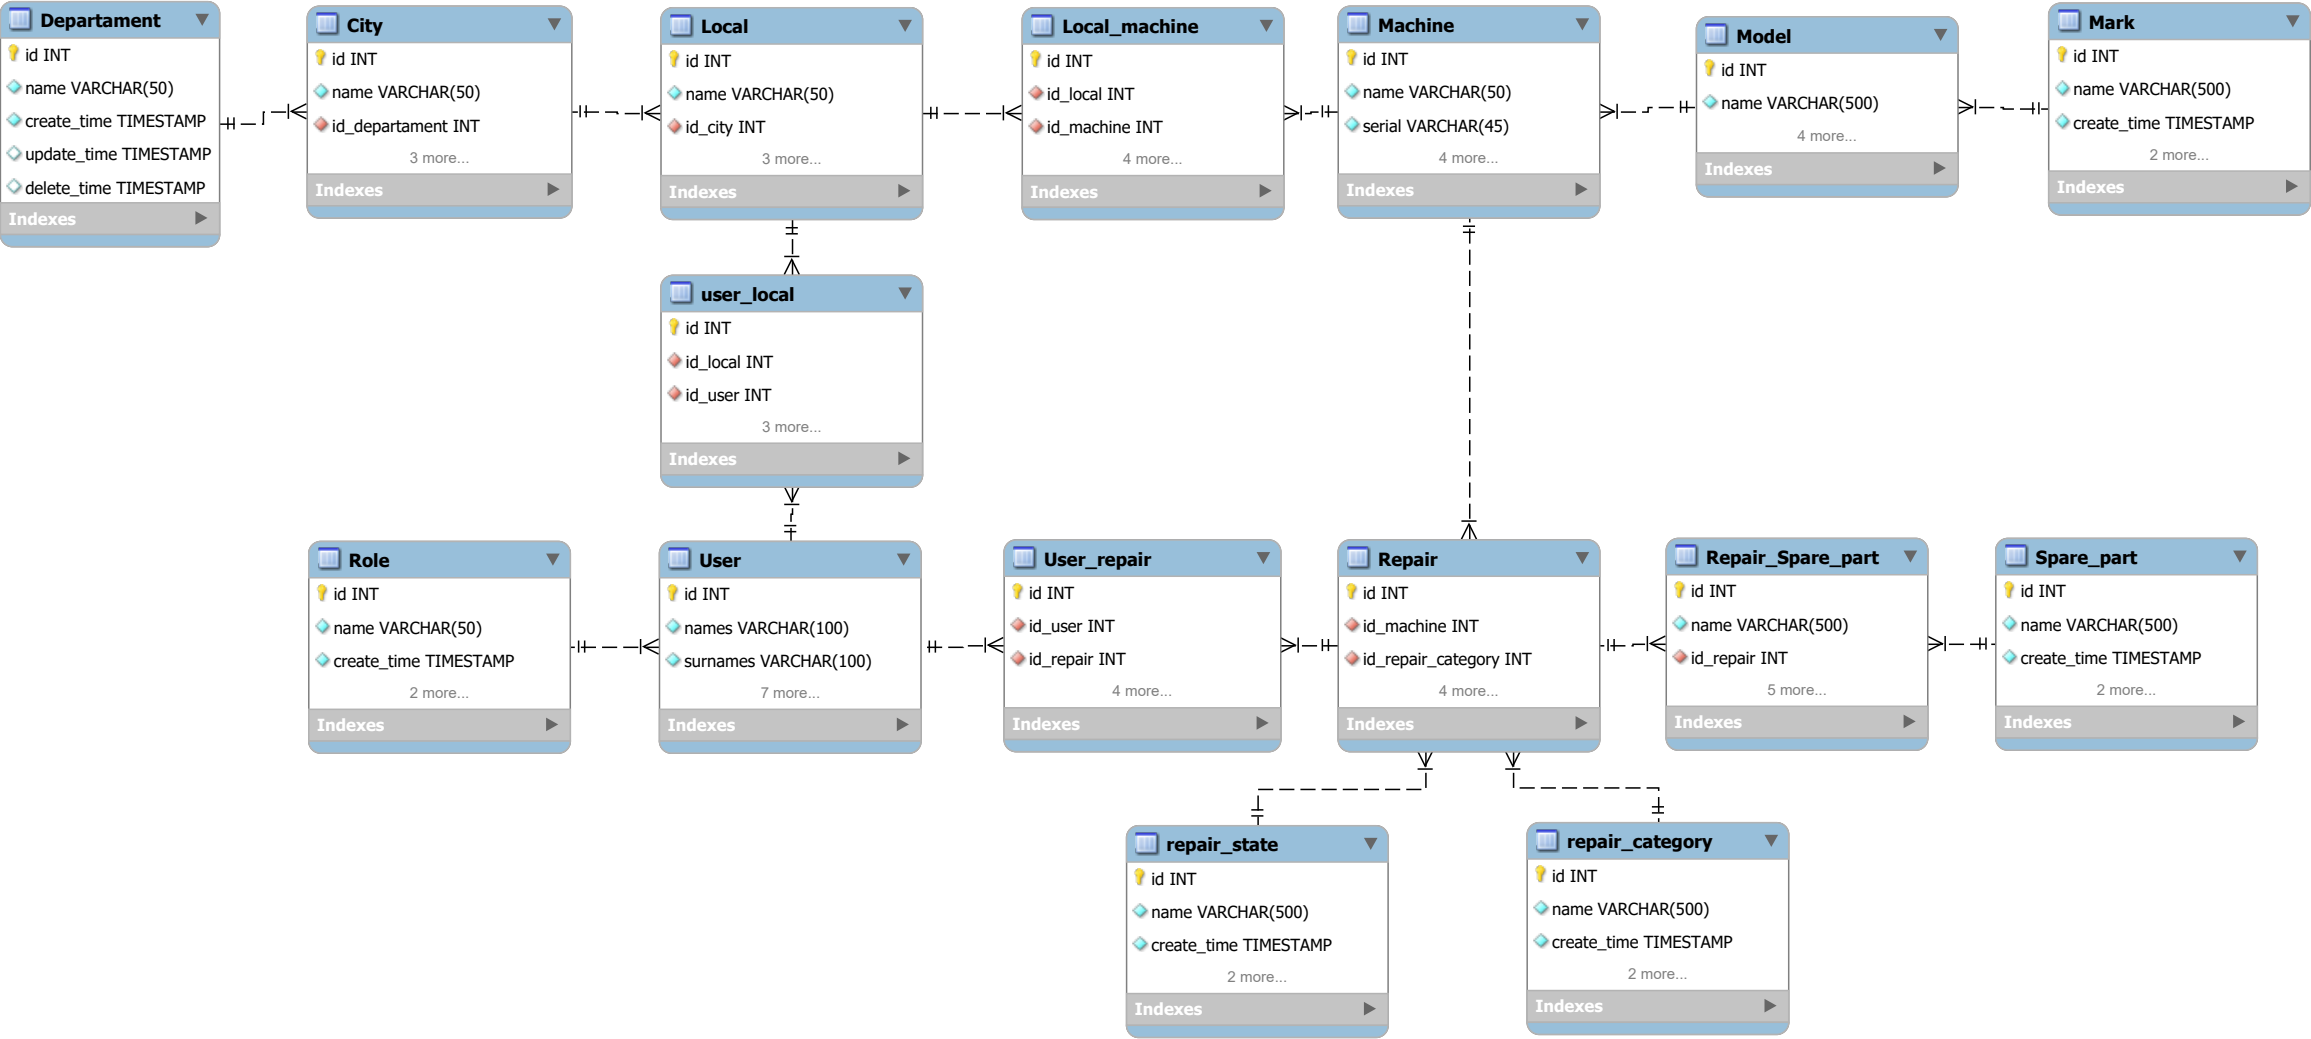 Departament
id INT
name VARCHAR(50)
create_time TIMESTAMP
update_time TIMESTAMP
delete_time TIMESTAMP
Indexes
City
id INT
name VARCHAR(50)
id_departament INT
3 more...
Indexes
Local
id INT
name VARCHAR(50)
id_city INT
3 more...
Indexes
Local_machine
id INT
id_local INT
id_machine INT
4 more...
Indexes
Machine
id INT
name VARCHAR(50)
serial VARCHAR(45)
4 more...
Indexes
Model
id INT
name VARCHAR(500)
4 more...
Indexes
Mark
id INT
name VARCHAR(500)
create_time TIMESTAMP
2 more...
Indexes
user_local
id INT
id_local INT
id_user INT
3 more...
Indexes
Role
id INT
name VARCHAR(50)
create_time TIMESTAMP
2 more...
Indexes
User
id INT
names VARCHAR(100)
surnames VARCHAR(100)
7 more...
Indexes
User_repair
id INT
id_user INT
id_repair INT
4 more...
Indexes
Repair
id INT
id_machine INT
id_repair_category INT
4 more...
Indexes
Repair_Spare_part
id INT
name VARCHAR(500)
id_repair INT
5 more...
Indexes
Spare_part
id INT
name VARCHAR(500)
create_time TIMESTAMP
2 more...
Indexes
repair_state
id INT
name VARCHAR(500)
create_time TIMESTAMP
2 more...
Indexes
repair_category
id INT
name VARCHAR(500)
create_time TIMESTAMP
2 more...
Indexes